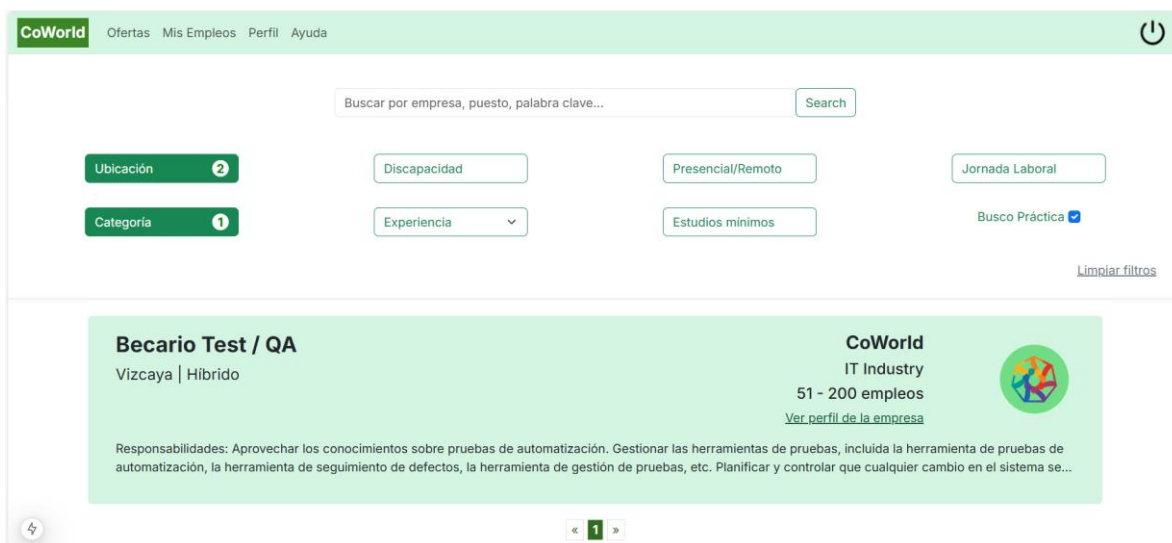 CoWorld Ofertas Mis Empleos Perfil Ayuda
Buscar por empresa, puesto, palabra clave... Search
Ubicación 2 Discapacidad Presencial/Remoto Jornada Laboral
Categoría 1 Experiencia Estudios mínimos Busco Práctica
Limpiar filtros
Becario Test / QA
Vizcaya | Híbrido
CoWorld
IT Industry
51 - 200 empleos
Ver perfil de la empresa
Responsabilidades: Aprovechar los conocimientos sobre pruebas de automatización. Gestionar las herramientas de pruebas, incluida la herramienta de pruebas de
automatización, la herramienta de seguimiento de defectos, la herramienta de gestión de pruebas, etc. Planificar y controlar que cualquier cambio en el sistema se...
« 1 »